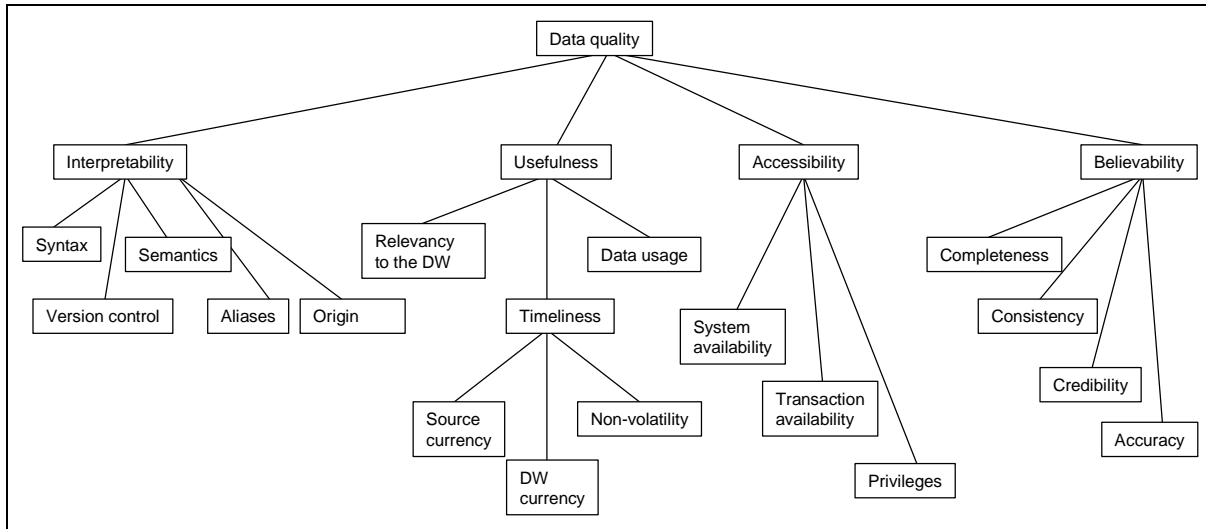 Data quality
Interpretability
Usefulness
Accessibility
Believability
Syntax
Semantics
Version control
Aliases
Origin
Relevancy
to the DW
Data usage
Timeliness
Source
currency
DW
currency
Non-volatility
System
availability
Transaction
availability
Privileges
Completeness
Consistency
Credibility
Accuracy